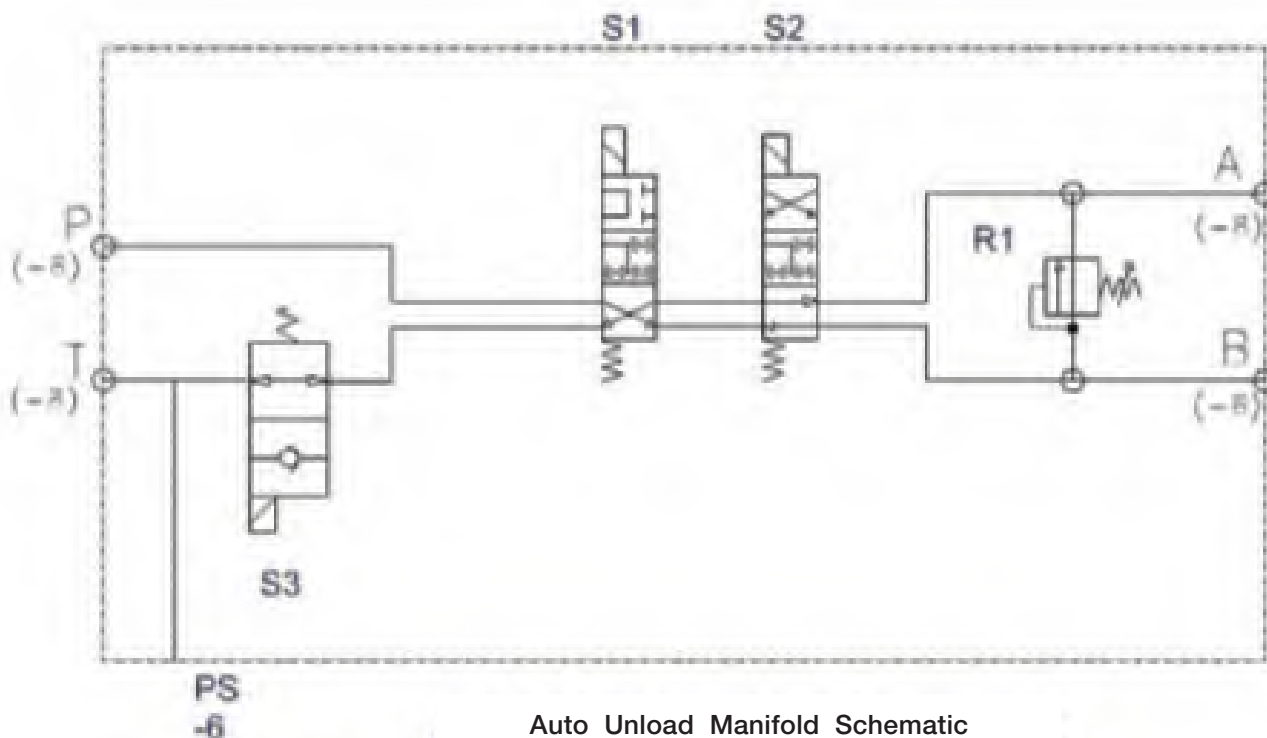 S1 S2
P
(-8)
A
(-8)
R1
T
(-8)
B
(-8)
S3
PS
-6
Auto Unload Manifold Schematic